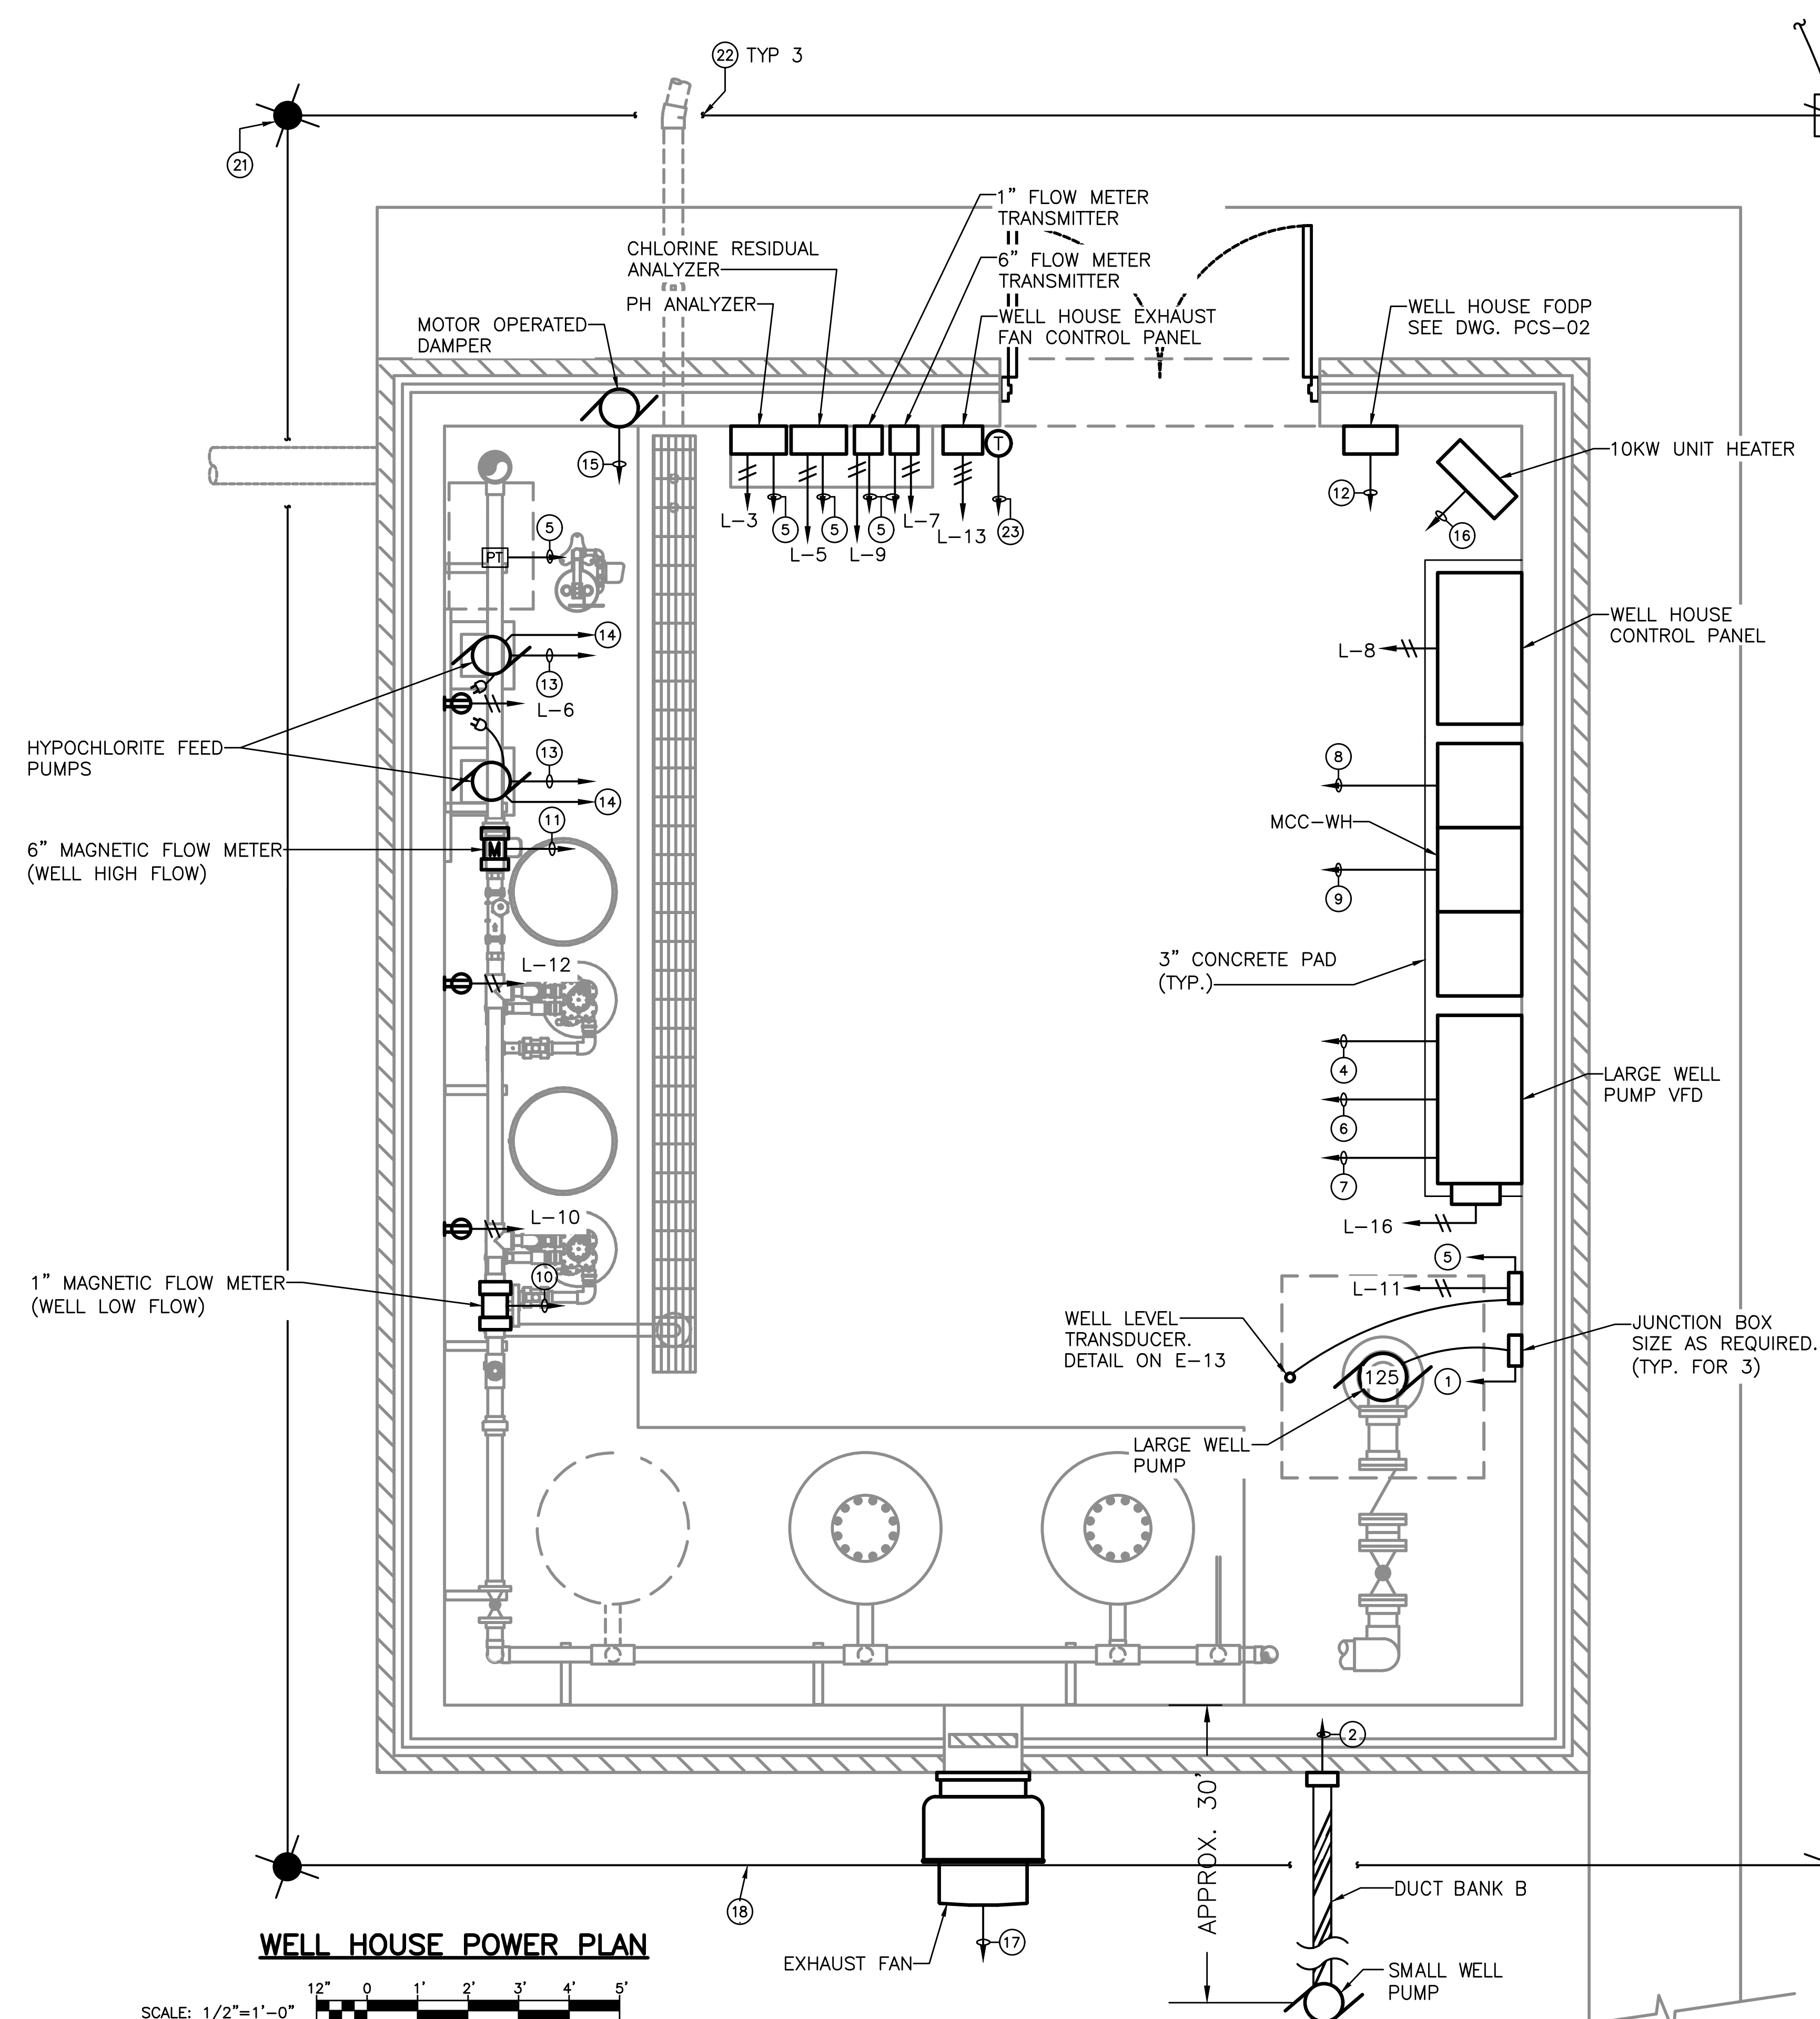 22 TYP 3
21
1” FLOW METER
TRANSMITTER
CHLORINE RESIDUAL
ANALYZER
6” FLOW METER
TRANSMITTER
PH ANALYZER
WELL HOUSE EXHAUST
FAN CONTROL PANEL
WELL HOUSE FODP
SEE DWG. PCS-02
MOTOR OPERATED
DAMPER
10KW UNIT HEATER
T
15
12
16
L-3
5
L-5
5
L-9
5
L-7
L-13
23
5
PT
14
13
L-6
WELL HOUSE
CONTROL PANEL
L-8
HYPOCHLORITE FEED
PUMPS
13
14
8
11
MCC-WH
6” MAGNETIC FLOW METER
(WELL HIGH FLOW)
M
9
L-12
3” CONCRETE PAD
(TYP.)
4
LARGE WELL
PUMP VFD
6
7
L-10
L-16
5
10
1” MAGNETIC FLOW METER
(WELL LOW FLOW)
L-11
WELL LEVEL
TRANSDUCER.
DETAIL ON E-13
JUNCTION BOX
SIZE AS REQUIRED.
(TYP. FOR 3)
125
1
LARGE WELL
PUMP
2
APPROX. 30'
DUCT BANK B
18
17
WELL HOUSE POWER PLAN
EXHAUST FAN
SMALL WELL
PUMP
12” 0 1' 2' 3' 4' 5'
SCALE: 1/2”=1'-0”